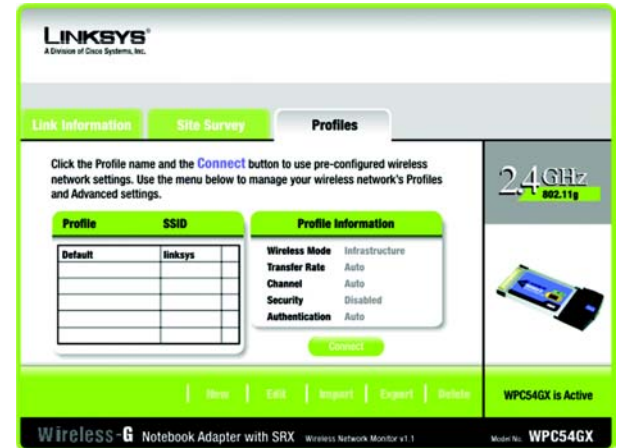 LINKSYS®
A Division of Cisco Systems, Inc.
Link Information Site Survey Profiles
Click the Profile name and the Connect button to use pre-configured wireless
network settings. Use the menu below to manage your wireless network's Profiles
and Advanced settings.
2.4GHz
802.11g
Profile SSID
Default linksys
Profile Information
Wireless Mode Infrastructure
Transfer Rate Auto
Channel Auto
Security Disabled
Authentication Auto
Connect
New Edit Import Export Delete
WPC54GX is Active
Wireless-G Notebook Adapter with SRX Wireless Network Monitor v1.1 Model No. WPC54GX